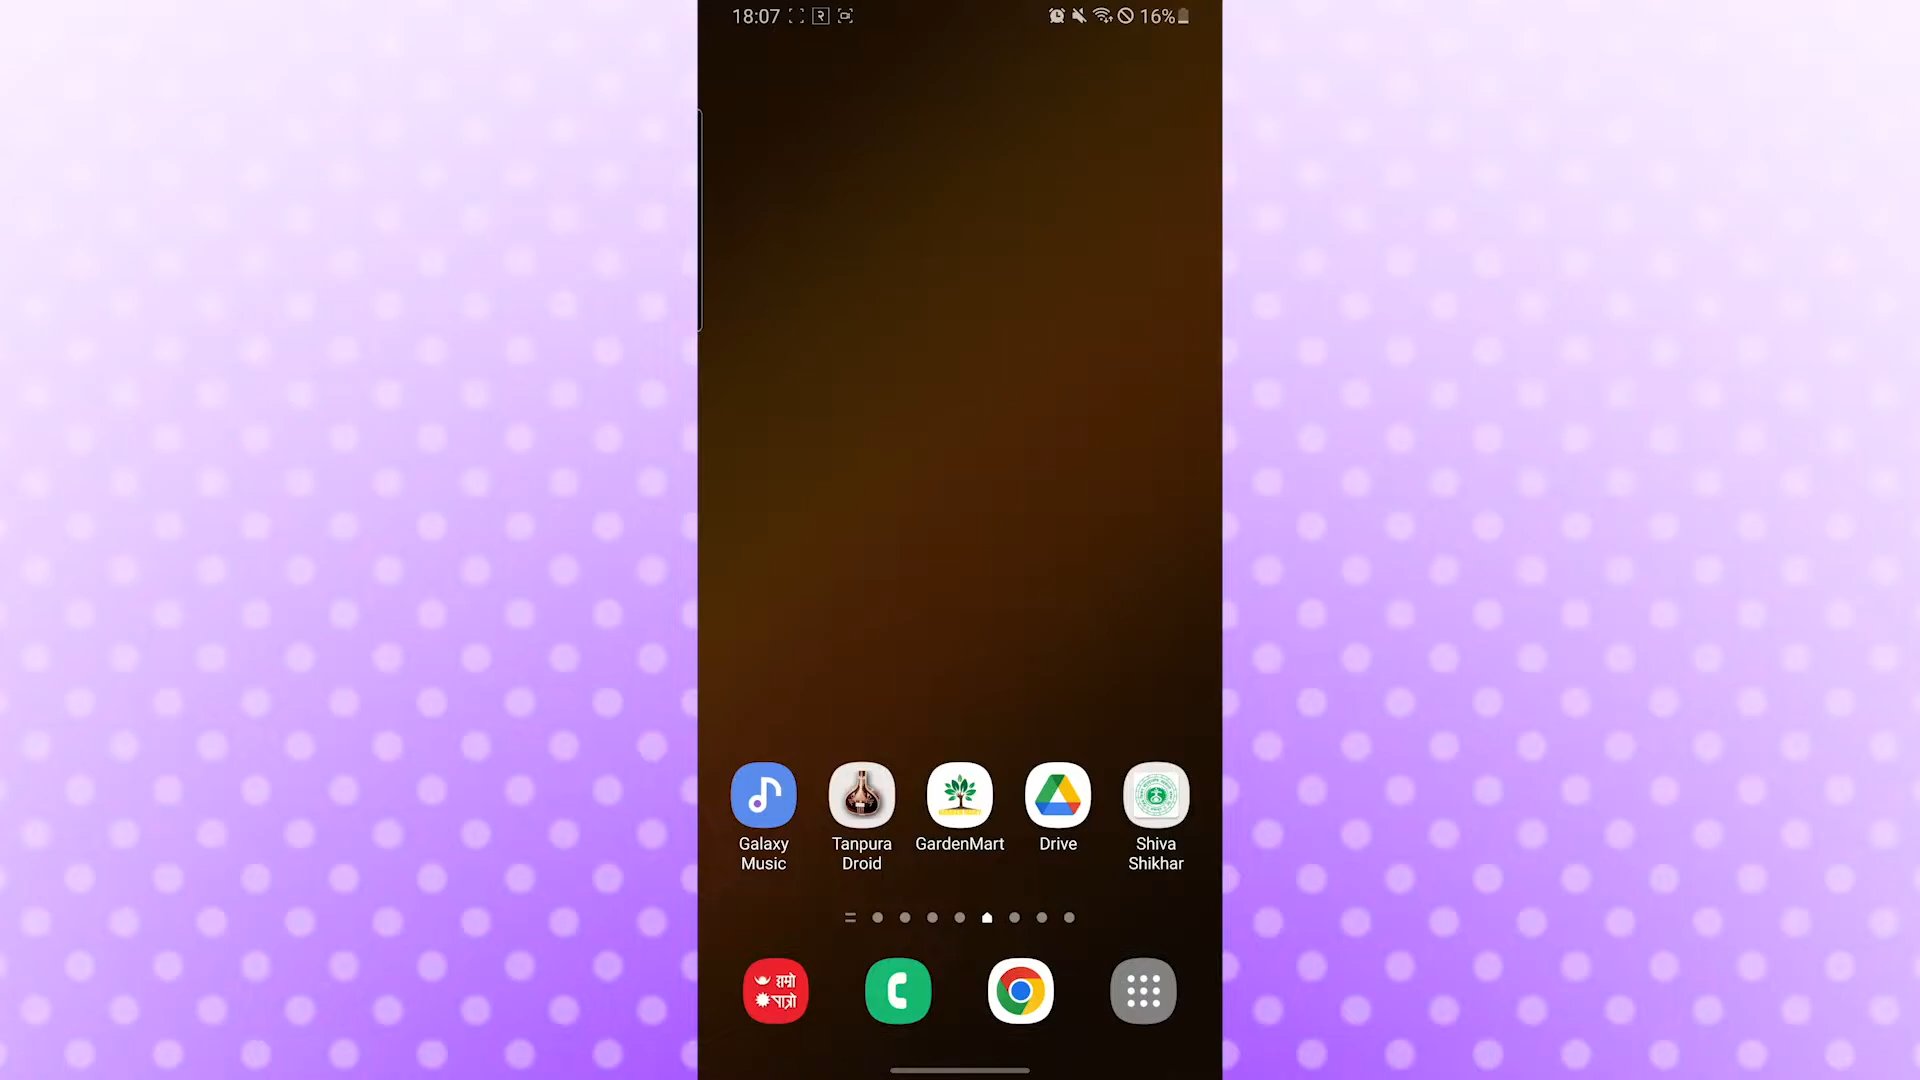 18:07 16%
Galaxy
Music
Tanpura
Droid
GardenMart
Drive
Shiva
Shikhar
हाम्रो
पात्रो